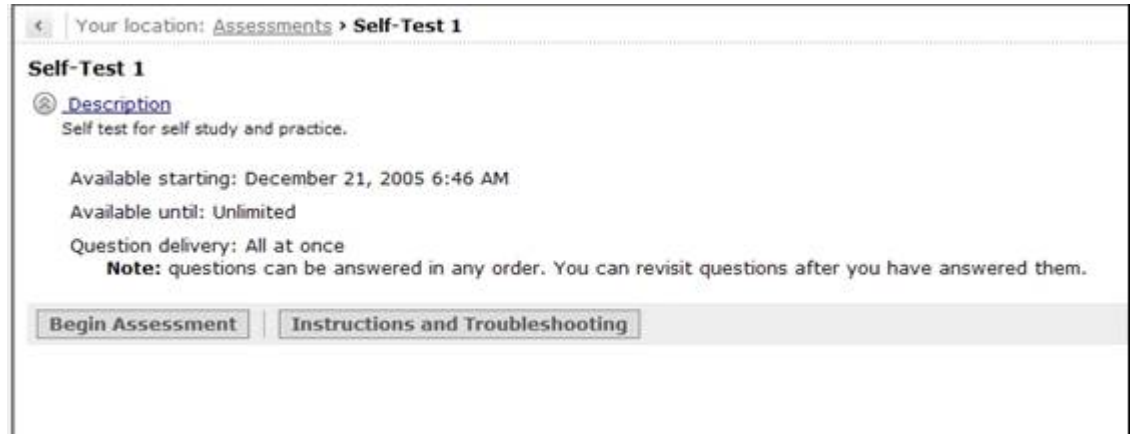 Your location: Assessments › Self-Test 1
Self-Test 1
Description
Self test for self study and practice.
Available starting: December 21, 2005 6:46 AM
Available until: Unlimited
Question delivery: All at once
Note: questions can be answered in any order. You can revisit questions after you have answered them.
Begin Assessment | Instructions and Troubleshooting